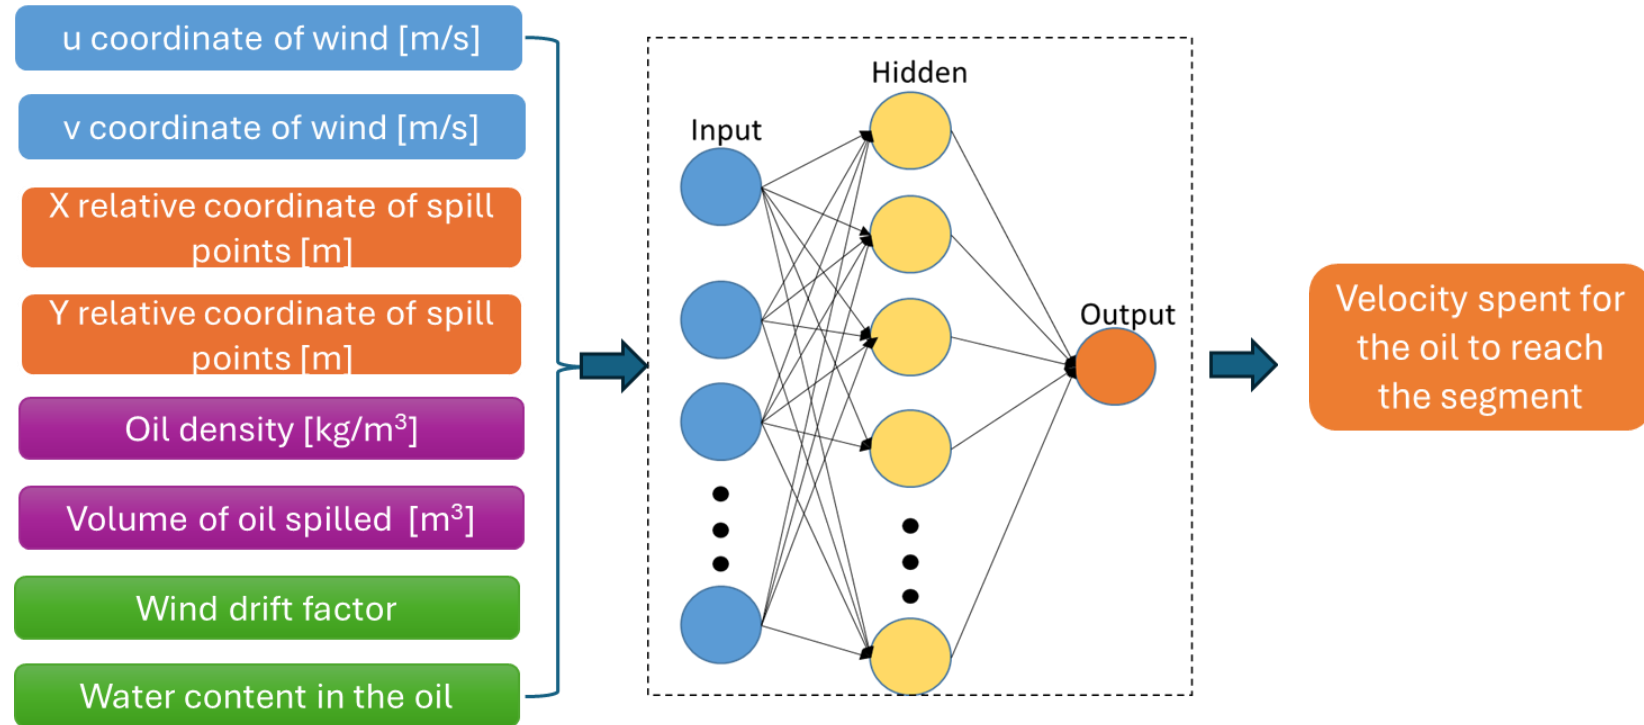 u coordinate of wind [m/s]
v coordinate of wind [m/s]
X relative coordinate of spill
points [m]
Y relative coordinate of spill
points [m]
Oil density [kg/m³]
Volume of oil spilled [m³]
Wind drift factor
Water content in the oil
Input
Hidden
Output
Velocity spent for
the oil to reach
the segment